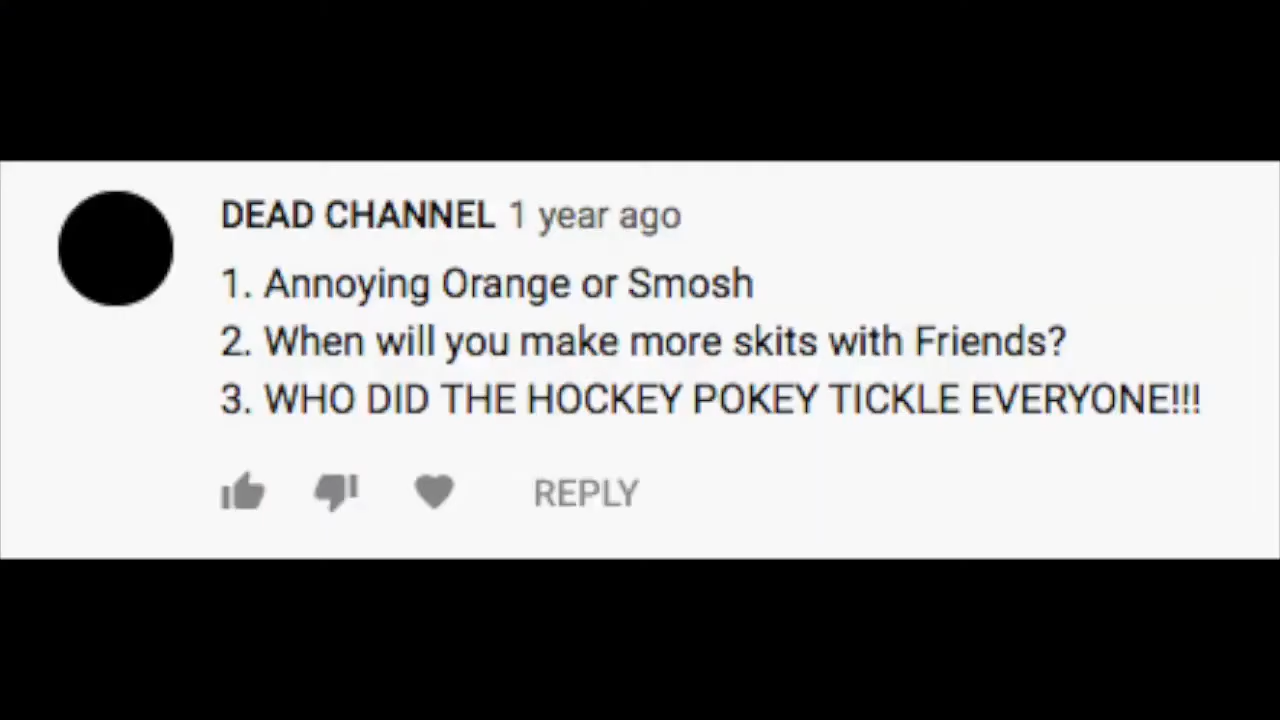 DEAD CHANNEL 1 year ago
1. Annoying Orange or Smosh
2. When will you make more skits with Friends?
3. WHO DID THE HOCKEY POKEY TICKLE EVERYONE!!!
REPLY